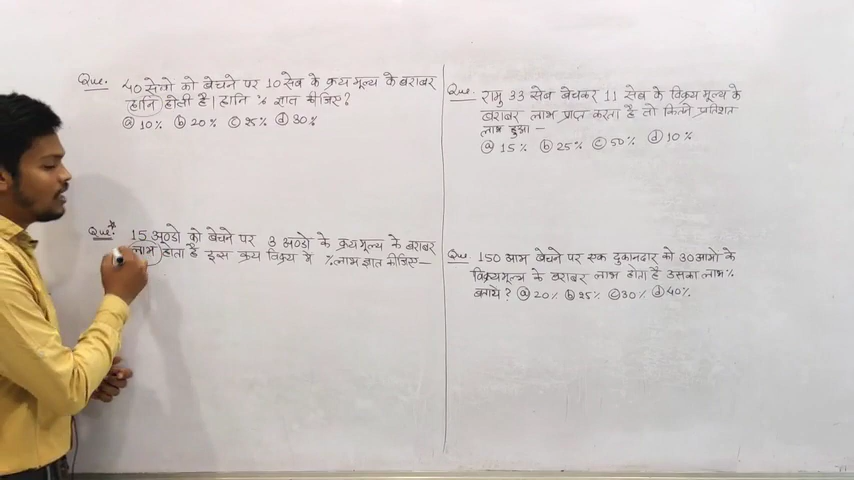 Que. 40 सेवो को बेचने पर 10 सेब के क्रय मूल्य के बराबर
हानि होती है। हानि % ज्ञात कीजिए?
ⓐ 10% ⓑ 20% ⓒ 25% ⓓ 30%
Que.* 15 अण्डो को बेचने पर 3 अण्डो के क्रय मूल्य के बराबर
लाभ होता है इस क्रय विक्रय मे % लाभ ज्ञात कीजिए—
Que. रामु 33 सेब बेचकर 11 सेब के विक्रय मूल्य के
बराबर लाभ प्राप्त करता है तो कितने प्रतिशत
लाभ हुआ —
ⓐ 15% ⓑ 25% ⓒ 50% ⓓ 10%
Que. 150 आम बेचने पर एक दुकानदार को 30 आमो के
विक्रयमूल्य के बराबर लाभ होता है उसका लाभ%
बताये? ⓐ 20% ⓑ 25% ⓒ 30% ⓓ 40%